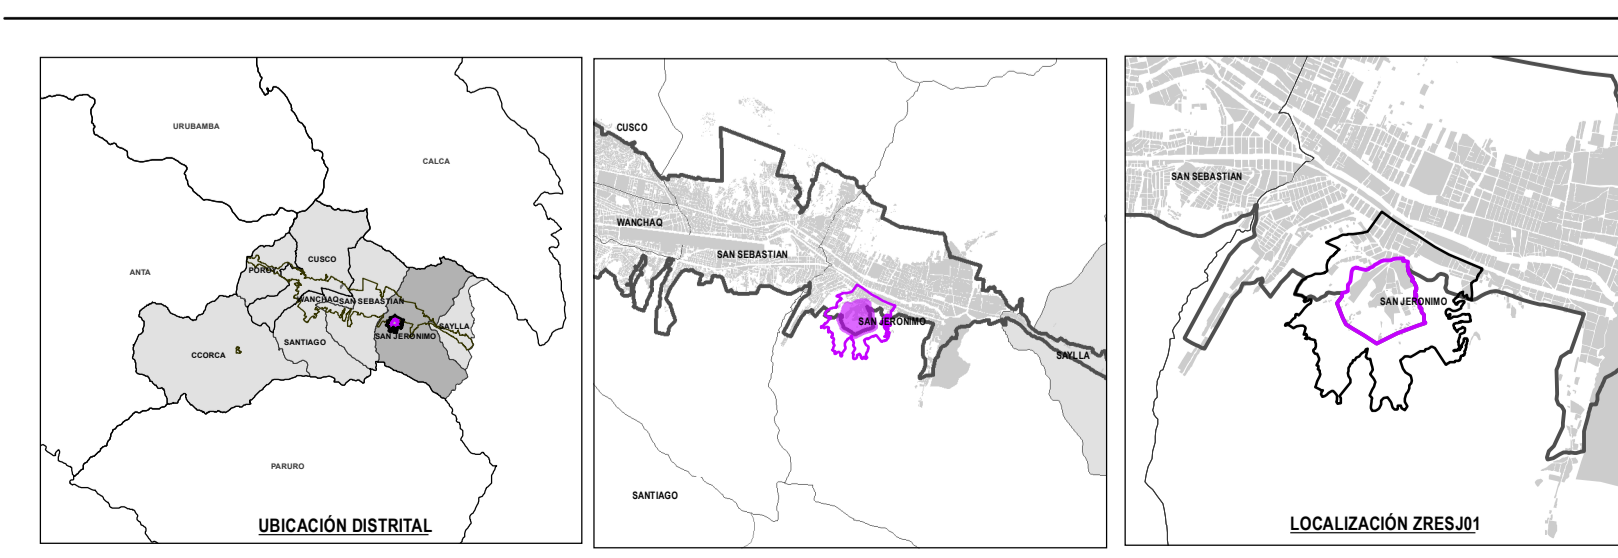 URUBAMBA
CALCA
ANTA
POROY
CUSCO
WANCHAQ
SAN SEBASTIAN
SAYLLA
SAN JERONIMO
SANTIAGO
CCORCA
PARURO
UBICACIÓN DISTRITAL
CUSCO
WANCHAQ
SAN SEBASTIAN
SAN JERONIMO
SAYLLA
SANTIAGO
SAN SEBASTIAN
SAN JERONIMO
LOCALIZACIÓN ZRESJ01